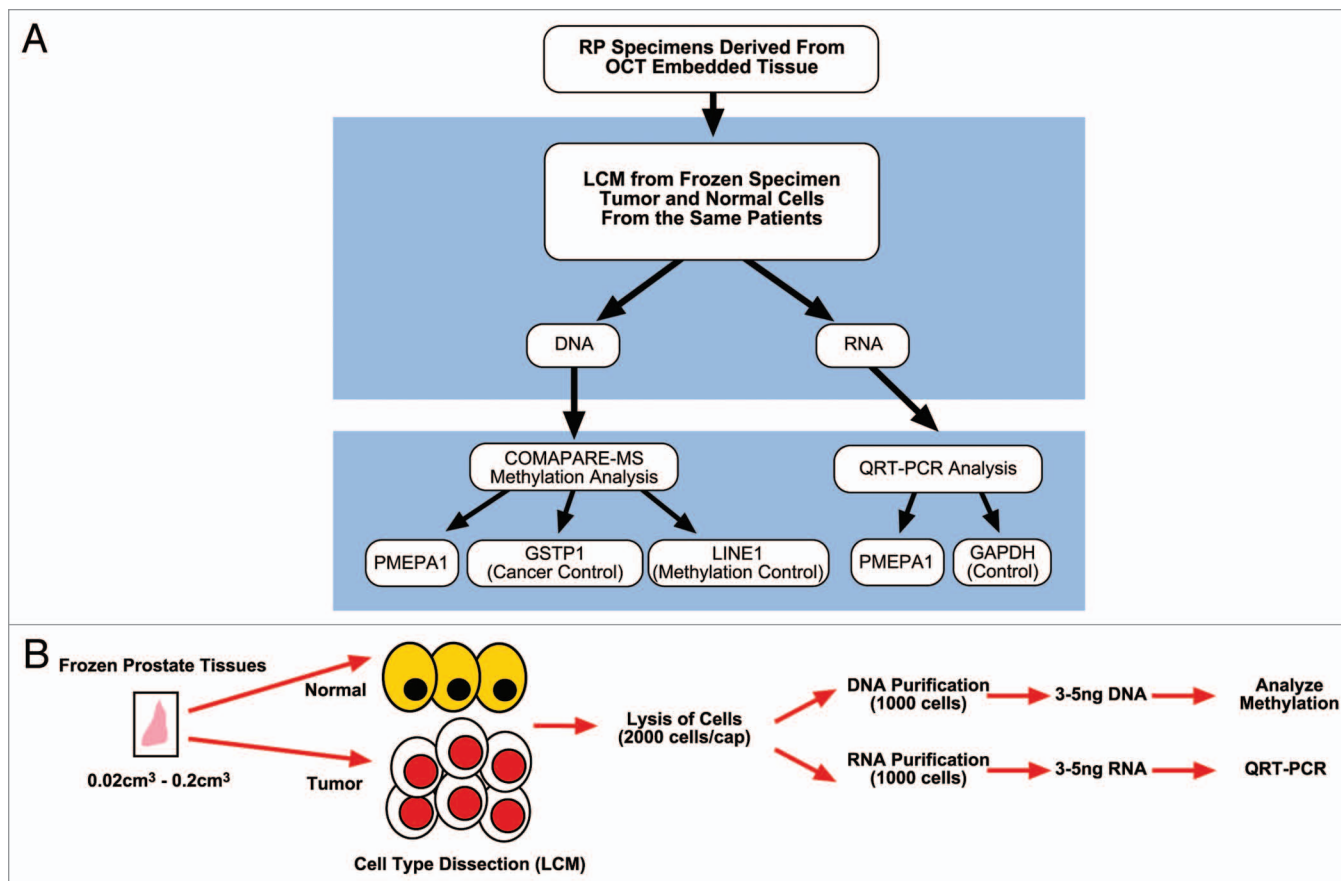 A
RP Specimens Derived From
OCT Embedded Tissue
LCM from Frozen Specimen
Tumor and Normal Cells
From the Same Patients
DNA
RNA
COMAPARE-MS
Methylation Analysis
QRT-PCR Analysis
PMEPA1
GSTP1
(Cancer Control)
LINE1
(Methylation Control)
PMEPA1
GAPDH
(Control)
B
Frozen Prostate Tissues
0.02cm³ - 0.2cm³
Normal
Tumor
Cell Type Dissection (LCM)
Lysis of Cells
(2000 cells/cap)
DNA Purification
(1000 cells)
3-5ng DNA
Analyze
Methylation
RNA Purification
(1000 cells)
3-5ng RNA
QRT-PCR